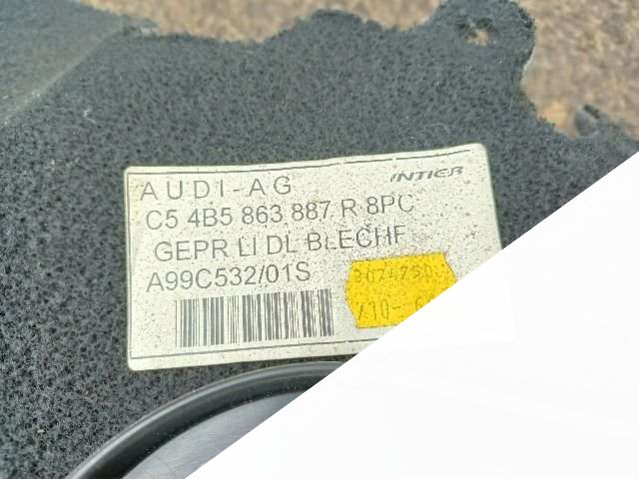 AUDI-AG
INTIER
C5 4B5 863 887 R 8PC
GEPR LI DL BLECHF
A99C532/01S